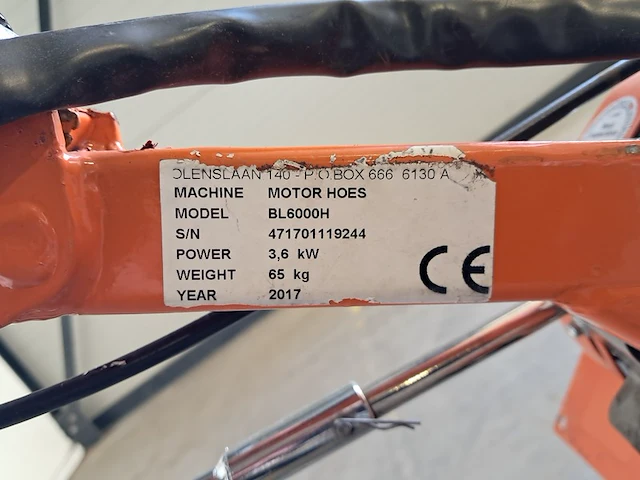 OLENSLAAN 140 - P.O.BOX 666 6130 A
MACHINE MOTOR HOES
MODEL BL6000H
S/N 471701119244
POWER 3,6 kW
WEIGHT 65 kg
YEAR 2017
CE